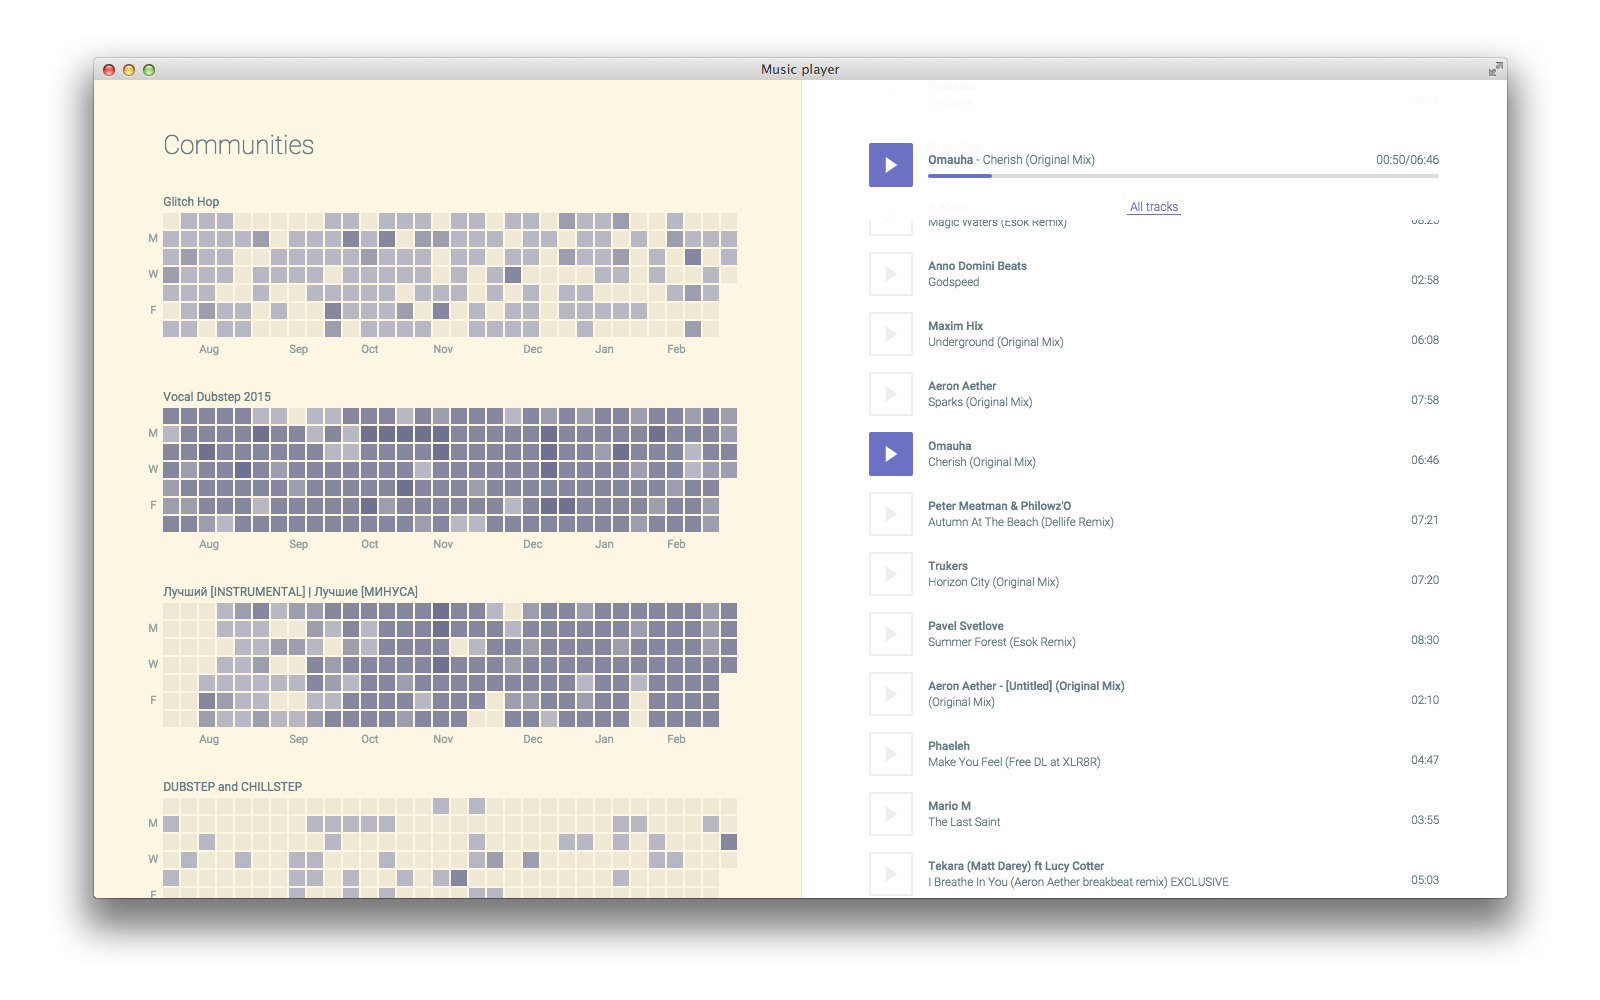 Music player
Communities
Glitch Hop
M
W
F
Aug Sep Oct Nov Dec Jan Feb
Vocal Dubstep 2015
M
W
F
Aug Sep Oct Nov Dec Jan Feb
Лучший [INSTRUMENTAL] | Лучшие [МИНУСА]
M
W
F
Aug Sep Oct Nov Dec Jan Feb
DUBSTEP and CHILLSTEP
M
W
F
Omauha - Cherish (Original Mix) 00:50/06:46
All tracks
Magic Waters (Esok Remix) 08:25
Anno Domini Beats
Godspeed 02:58
Maxim Hix
Underground (Original Mix) 06:08
Aeron Aether
Sparks (Original Mix) 07:58
Omauha
Cherish (Original Mix) 06:46
Peter Meatman & Philowz'O
Autumn At The Beach (Dellife Remix) 07:21
Trukers
Horizon City (Original Mix) 07:20
Pavel Svetlove
Summer Forest (Esok Remix) 08:30
Aeron Aether - [Untitled] (Original Mix)
(Original Mix) 02:10
Phaeleh
Make You Feel (Free DL at XLR8R) 04:47
Mario M
The Last Saint 03:55
Tekara (Matt Darey) ft Lucy Cotter
I Breathe In You (Aeron Aether breakbeat remix) EXCLUSIVE 05:03